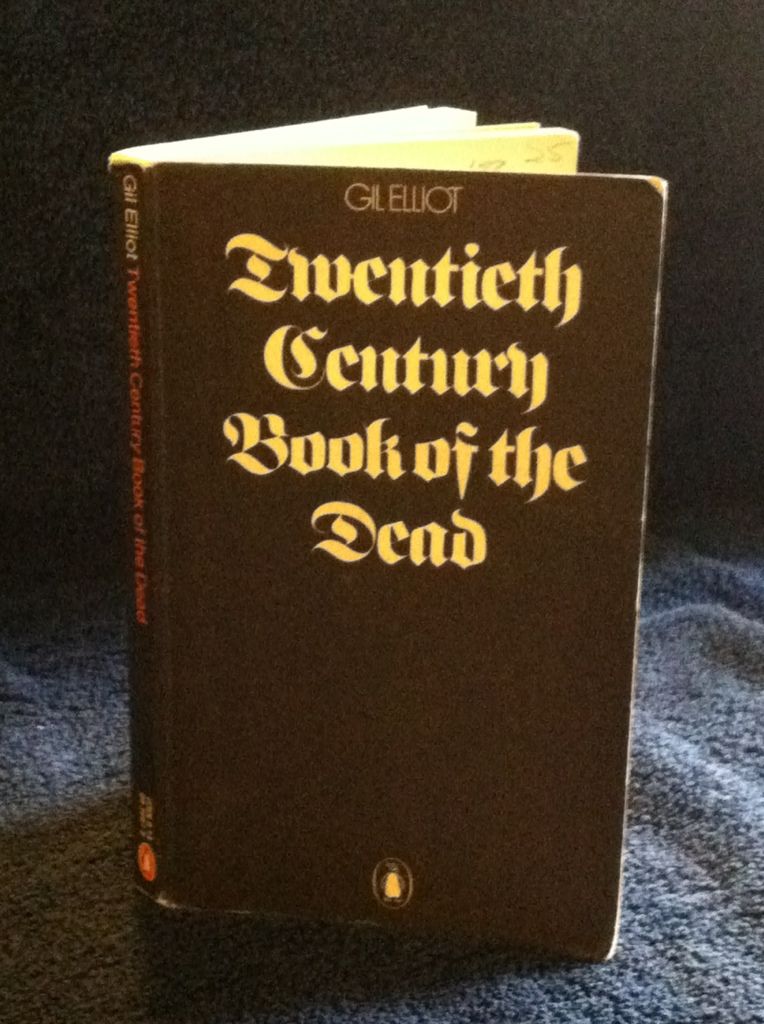 GIL ELLIOT
Twentieth
Century
Book of the
Dead
Gil Elliot Twentieth Century Book of the Dead